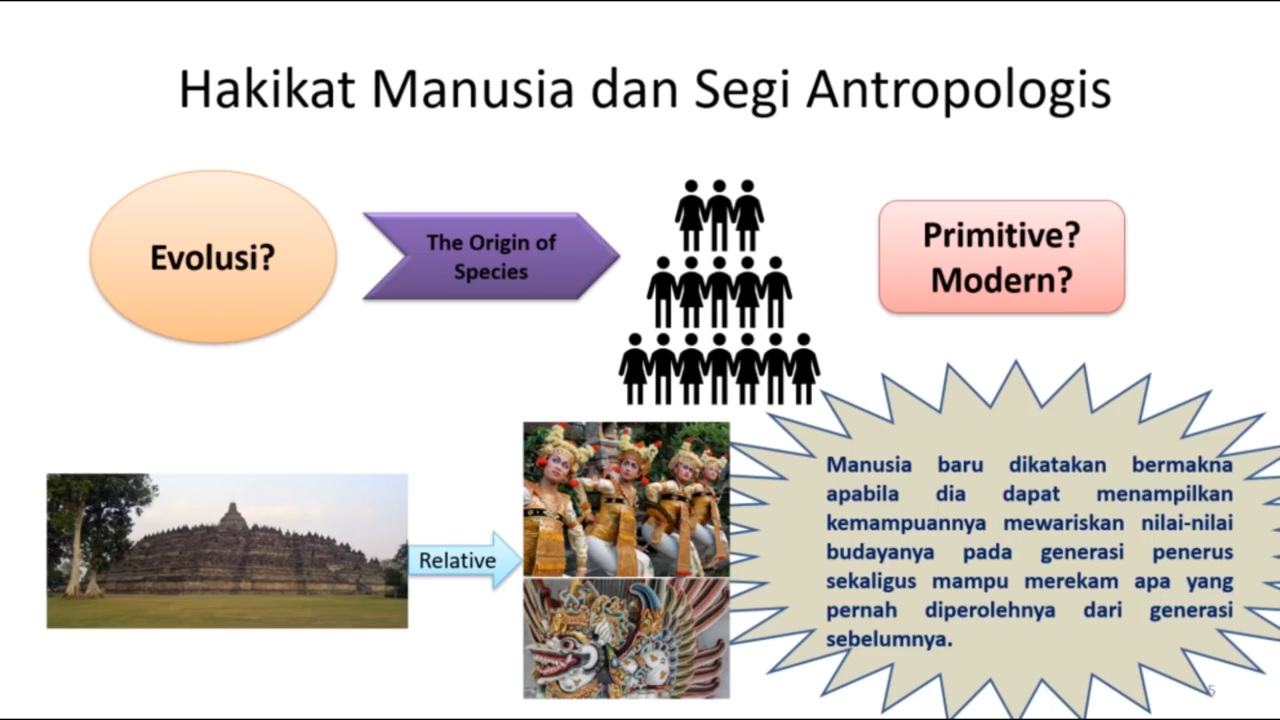 Hakikat Manusia dan Segi Antropologis
Evolusi?
The Origin of
Species
Primitive?
Modern?
Relative
Manusia baru dikatakan bermakna
apabila dia dapat menampilkan
kemampuannya mewariskan nilai-nilai
budayanya pada generasi penerus
sekaligus mampu merekam apa yang
pernah diperolehnya dari generasi
sebelumnya.
5